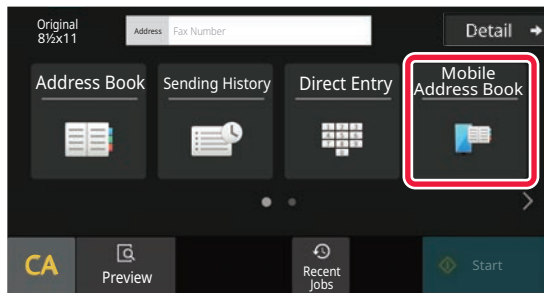 Original
8½x11
Address Fax Number
Detail
Address Book
Sending History
Direct Entry
Mobile
Address Book
CA
Preview
Recent
Jobs
Start